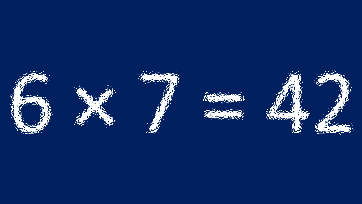 6 × 7 = 42